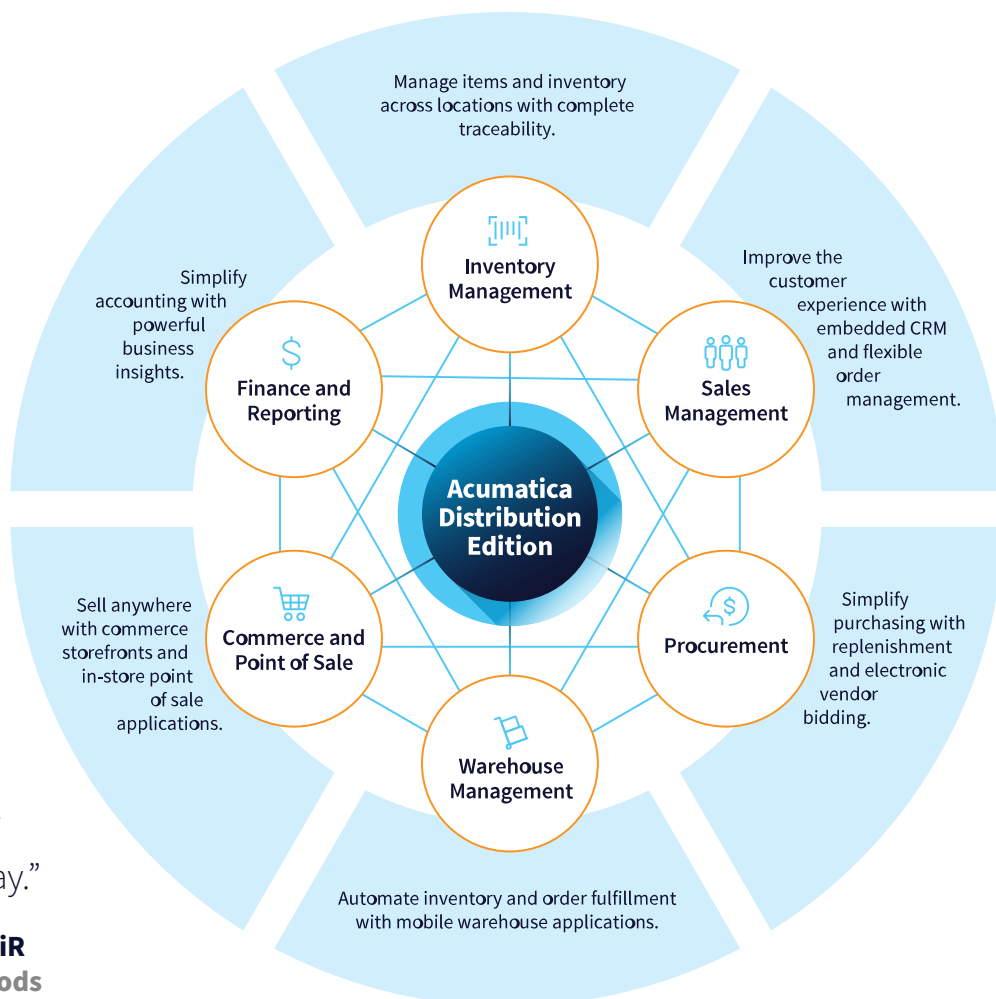 Manage items and inventory
across locations with complete
traceability.
Inventory
Management
Improve the
customer
experience with
embedded CRM
and flexible
order
management.
Simplify
accounting with
powerful
business
insights.
Finance and
Reporting
Sales
Management
Acumatica
Distribution
Edition
Sell anywhere
with commerce
storefronts and
in-store point
of sale
applications.
Commerce and
Point of Sale
Procurement
Simplify
purchasing with
replenishment
and electronic
vendor
bidding.
Warehouse
Management
Automate inventory and order fulfillment
with mobile warehouse applications.
ay.”
iR
ods